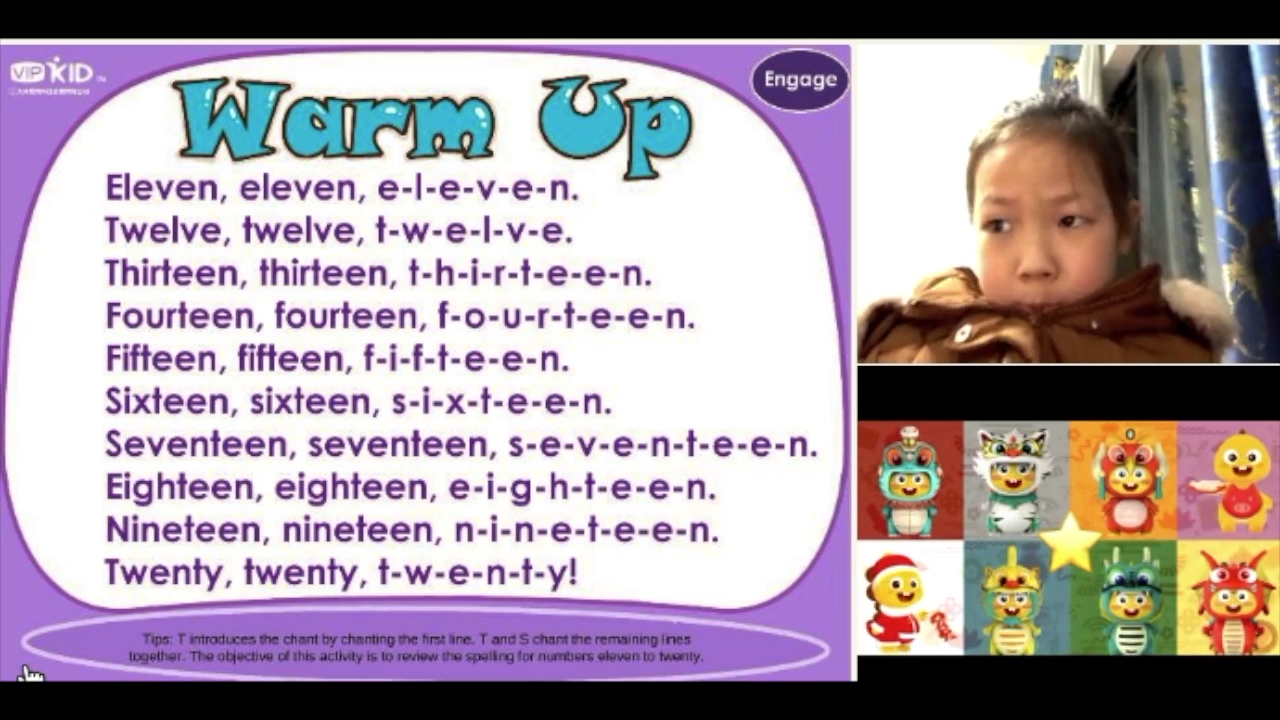 VIPKID TM
Engage
Warm Up
Eleven, eleven, e-l-e-v-e-n.
Twelve, twelve, t-w-e-l-v-e.
Thirteen, thirteen, t-h-i-r-t-e-e-n.
Fourteen, fourteen, f-o-u-r-t-e-e-n.
Fifteen, fifteen, f-i-f-t-e-e-n.
Sixteen, sixteen, s-i-x-t-e-e-n.
Seventeen, seventeen, s-e-v-e-n-t-e-e-n.
Eighteen, eighteen, e-i-g-h-t-e-e-n.
Nineteen, nineteen, n-i-n-e-t-e-e-n.
Twenty, twenty, t-w-e-n-t-y!
Tips: T introduces the chant by chanting the first line. T and S chant the remaining lines
together. The objective of this activity is to review the spelling for numbers eleven to twenty.